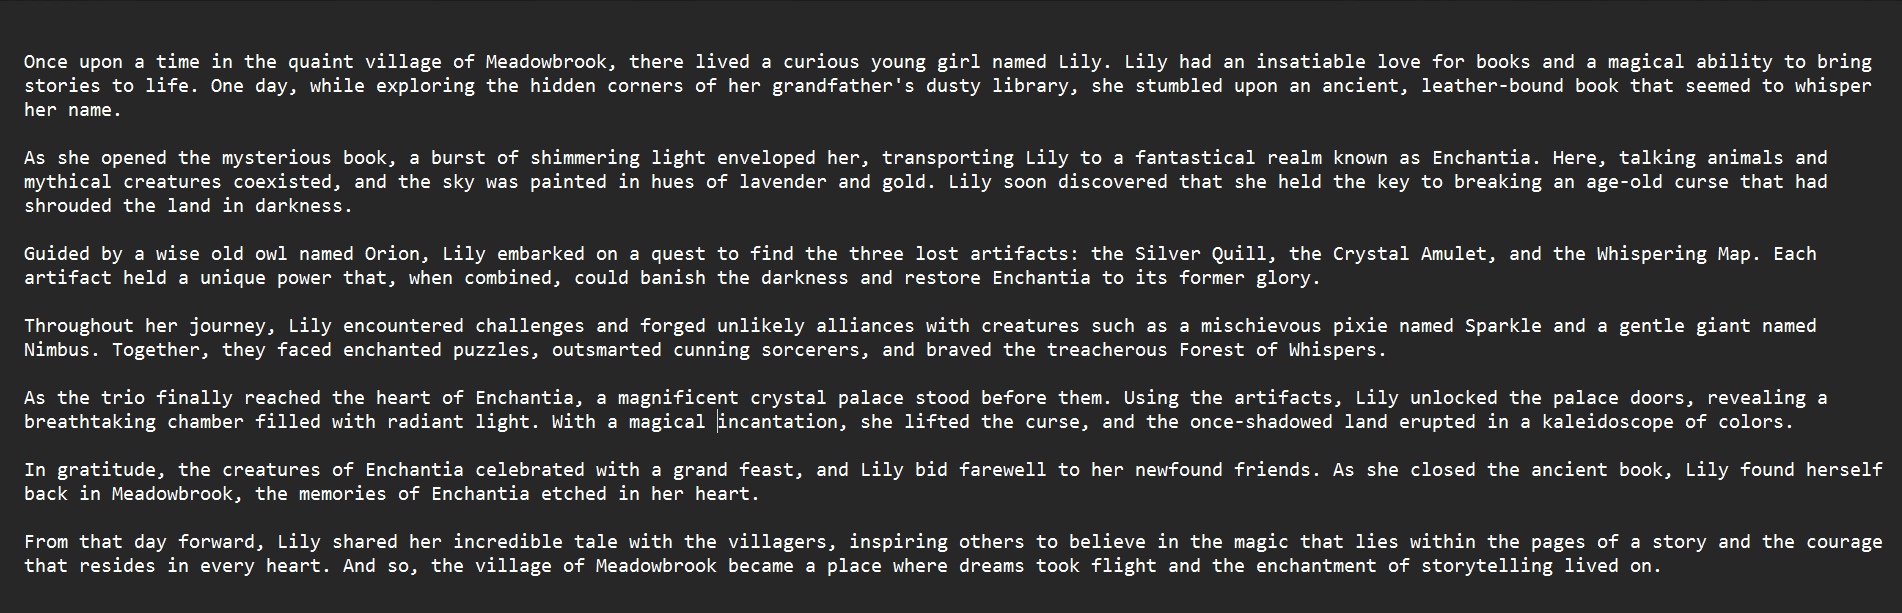 Once upon a time in the quaint village of Meadowbrook, there lived a curious young girl named Lily. Lily had an insatiable love for books and a magical ability to bring
stories to life. One day, while exploring the hidden corners of her grandfather's dusty library, she stumbled upon an ancient, leather-bound book that seemed to whisper
her name.
As she opened the mysterious book, a burst of shimmering light enveloped her, transporting Lily to a fantastical realm known as Enchantia. Here, talking animals and
mythical creatures coexisted, and the sky was painted in hues of lavender and gold. Lily soon discovered that she held the key to breaking an age-old curse that had
shrouded the land in darkness.
Guided by a wise old owl named Orion, Lily embarked on a quest to find the three lost artifacts: the Silver Quill, the Crystal Amulet, and the Whispering Map. Each
artifact held a unique power that, when combined, could banish the darkness and restore Enchantia to its former glory.
Throughout her journey, Lily encountered challenges and forged unlikely alliances with creatures such as a mischievous pixie named Sparkle and a gentle giant named
Nimbus. Together, they faced enchanted puzzles, outsmarted cunning sorcerers, and braved the treacherous Forest of Whispers.
As the trio finally reached the heart of Enchantia, a magnificent crystal palace stood before them. Using the artifacts, Lily unlocked the palace doors, revealing a
breathtaking chamber filled with radiant light. With a magical incantation, she lifted the curse, and the once-shadowed land erupted in a kaleidoscope of colors.
In gratitude, the creatures of Enchantia celebrated with a grand feast, and Lily bid farewell to her newfound friends. As she closed the ancient book, Lily found herself
back in Meadowbrook, the memories of Enchantia etched in her heart.
From that day forward, Lily shared her incredible tale with the villagers, inspiring others to believe in the magic that lies within the pages of a story and the courage
that resides in every heart. And so, the village of Meadowbrook became a place where dreams took flight and the enchantment of storytelling lived on.